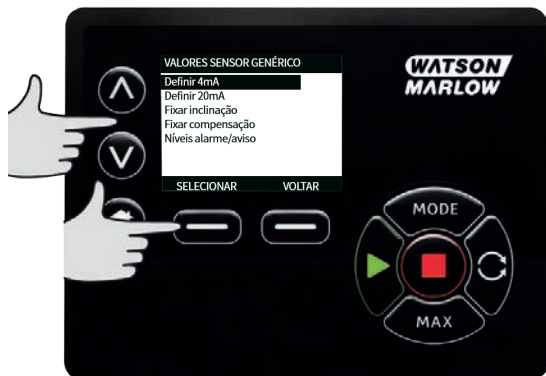 VALORES SENSOR GENÉRICO
Definir 4mA
Definir 20mA
Fixar inclinação
Fixar compensação
Níveis alarme/aviso
SELECIONAR VOLTAR
WATSON
MARLOW
MODE
MAX